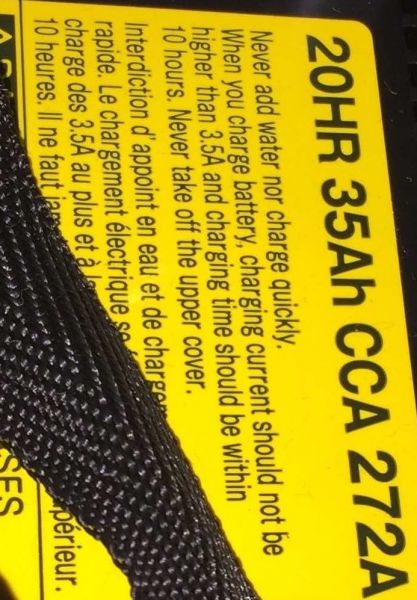 20HR 35Ah CCA 272A
Never add water nor charge quickly.
When you charge battery, charging current should not be
higher than 3.5A and charging time should be within
10 hours. Never take off the upper cover.
Interdiction d' appoint en eau et de charger
rapide. Le chargement électrique
charge des 3.5A au plus et à
10 heures. Il ne faut